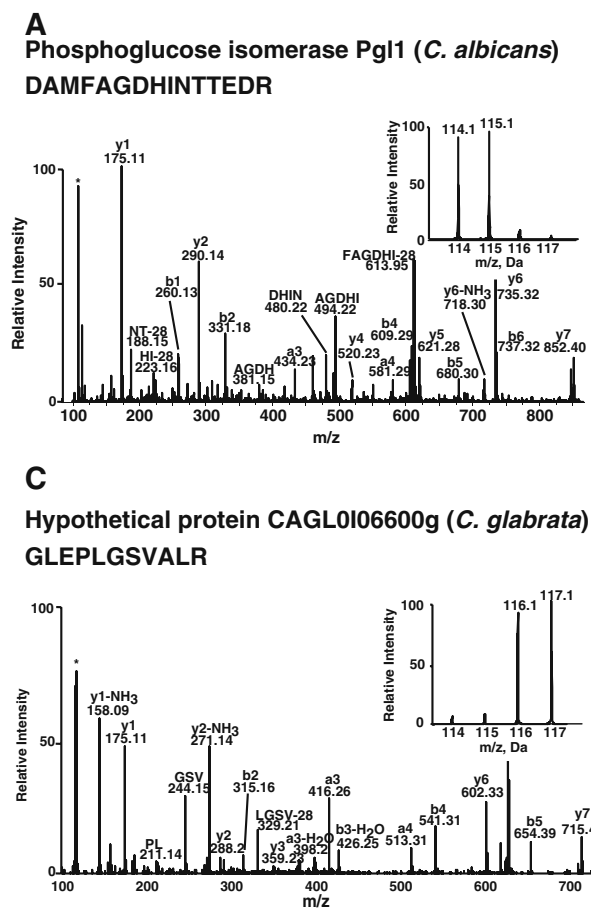 A
Phosphoglucose isomerase Pgl1 (C. albicans)
DAMFAGDHINTTEDR
Relative Intensity
100
50
0
*
y1
175.11
NT-28
188.15
HI-28
223.16
b1
260.13
y2
290.14
b2
331.18
AGDH
381.15
a3
434.23
DHIN
480.22
AGDHI
494.22
y4
520.23
a4
581.29
b4
609.29
FAGDHI-28
613.95
y5
621.28
b5
680.30
y6-NH3
718.30
y6
735.32
b6
737.32
y7
852.40
100 200 300 400 500 600 700 800
m/z
Relative Intensity
100
50
0
114.1
115.1
114 115 116 117
m/z, Da
C
Hypothetical protein CAGL0I06600g (C. glabrata)
GLEPLGSVALR
Relative Intensity
100
50
0
*
y1-NH3
158.09
y1
175.11
PL
211.14
GSV
244.15
y2-NH3
271.14
y2
288.2
b2
315.16
LGSV-28
329.21
y3
359.23
a3-H2O
398.2
a3
416.26
b3-H2O
426.25
a4
513.31
b4
541.31
y6
602.33
b5
654.39
y7
715.4
100 200 300 400 500 600 700
m/z
Relative Intensity
100
50
0
116.1
117.1
114 115 116 117
m/z, Da